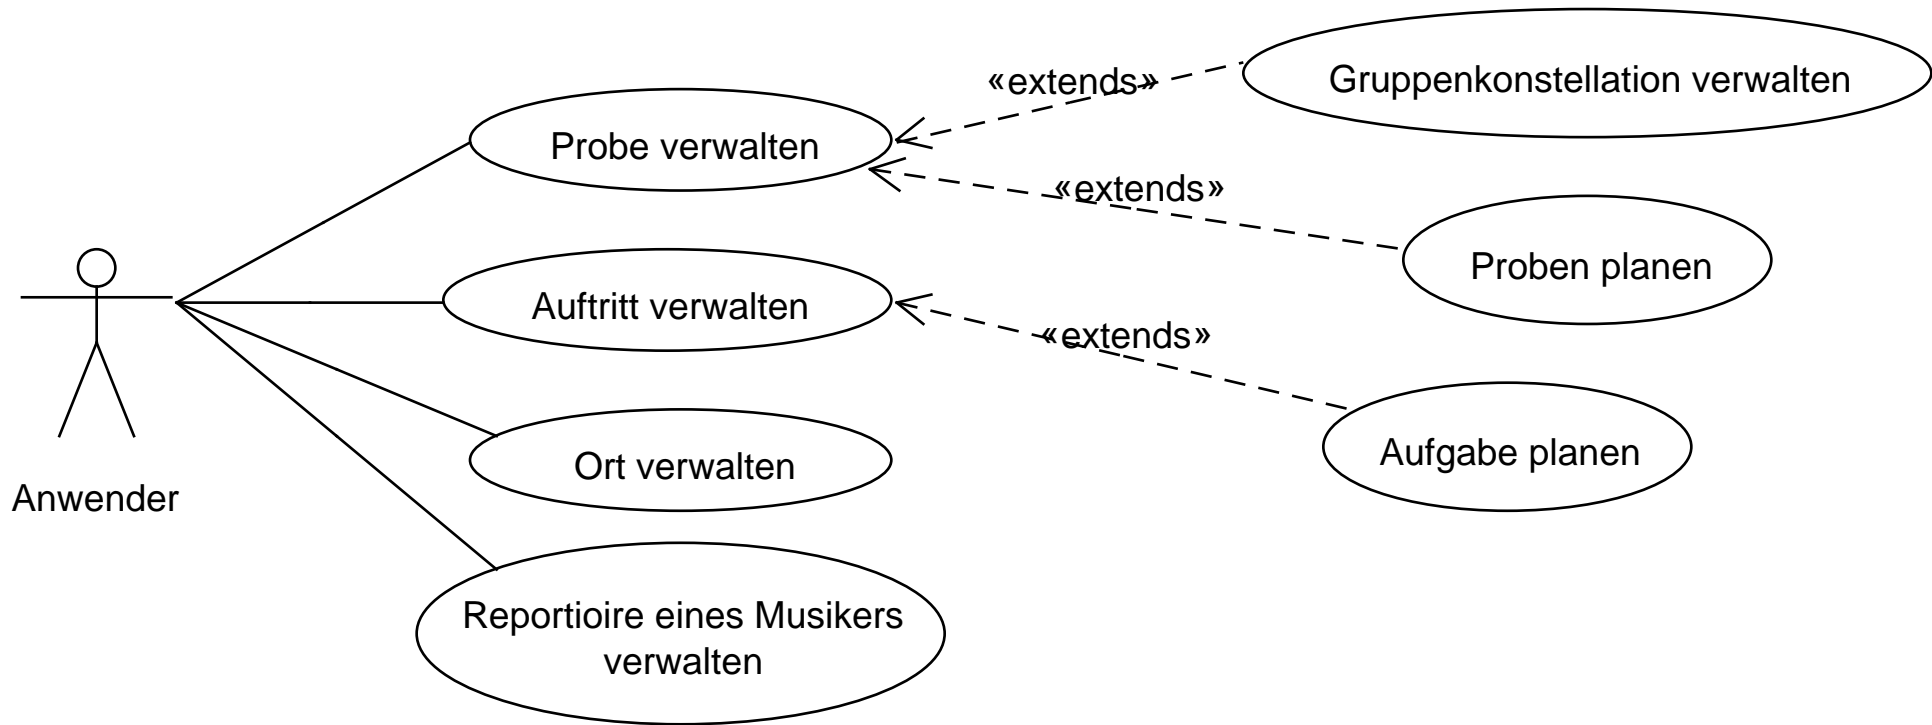 «extends»
Gruppenkonstellation verwalten
Probe verwalten
«extends»
Proben planen
Auftritt verwalten
«extends»
Aufgabe planen
Ort verwalten
Anwender
Reportioire eines Musikers
verwalten